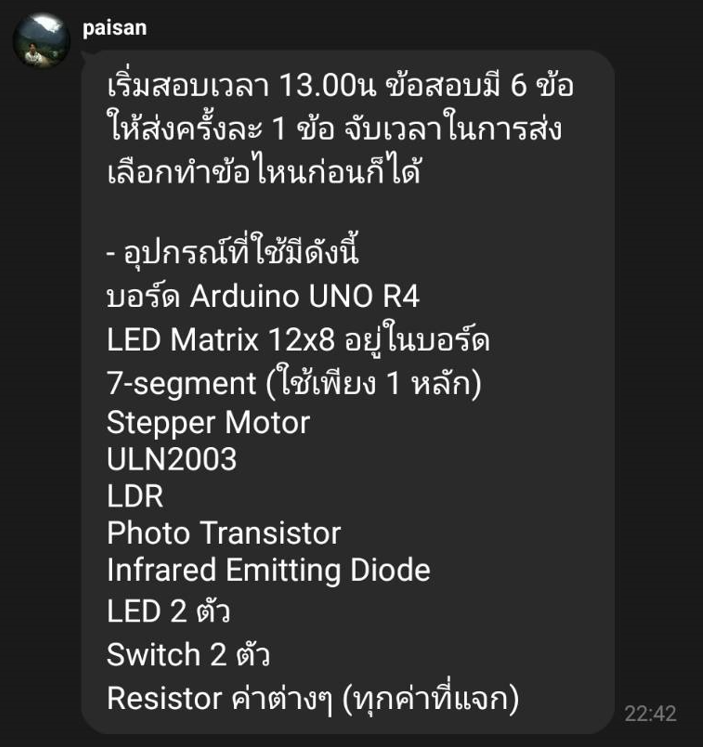 paisan
เริ่มสอบเวลา 13.00น ข้อสอบมี 6 ข้อ
ให้ส่งครั้งละ 1 ข้อ จับเวลาในการส่ง
เลือกทำข้อไหนก่อนก็ได้
- อุปกรณ์ที่ใช้มีดังนี้
บอร์ด Arduino UNO R4
LED Matrix 12x8 อยู่ในบอร์ด
7-segment (ใช้เพียง 1 หลัก)
Stepper Motor
ULN2003
LDR
Photo Transistor
Infrared Emitting Diode
LED 2 ตัว
Switch 2 ตัว
Resistor ค่าต่างๆ (ทุกค่าที่แจก)
22:42